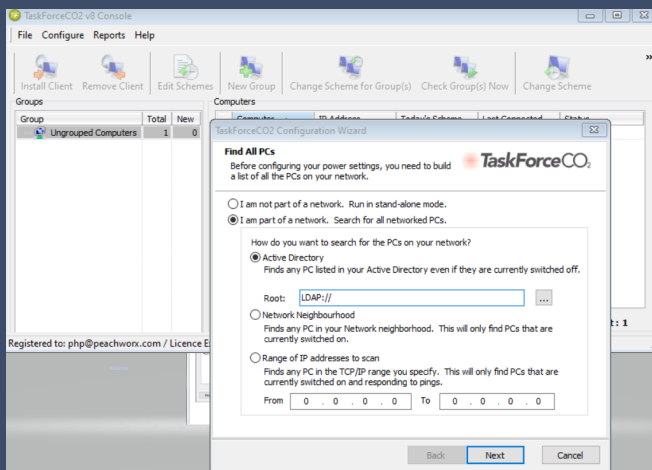 TaskForceCO2 v8 Console
File Configure Reports Help
Install Client Remove Client Edit Schemes New Group Change Scheme for Group(s) Check Group(s) Now Change Scheme
»
Groups
Computers
Group Total New
Computer IP Address Today's Scheme Last Connected Status
Ungrouped Computers 1 0
TaskForceCO2 Configuration Wizard
Find All PCs
Before configuring your power settings, you need to build
a list of all the PCs on your network.
TaskForceCO2
I am not part of a network. Run in stand-alone mode.
I am part of a network. Search for all networked PCs.
How do you want to search for the PCs on your network?
Active Directory
Finds any PC listed in your Active Directory even if they are currently switched off.
Root: LDAP:// ...
Network Neighbourhood
Finds any PC in your Network neighborhood. This will only find PCs that are
currently switched on.
Range of IP addresses to scan
Finds any PC in the TCP/IP range you specify. This will only find PCs that are
currently switched on and responding to pings.
From 0 . 0 . 0 . 0 To 0 . 0 . 0 . 0
Back Next Cancel
t: 1
Registered to: php@peachworx.com / Licence E